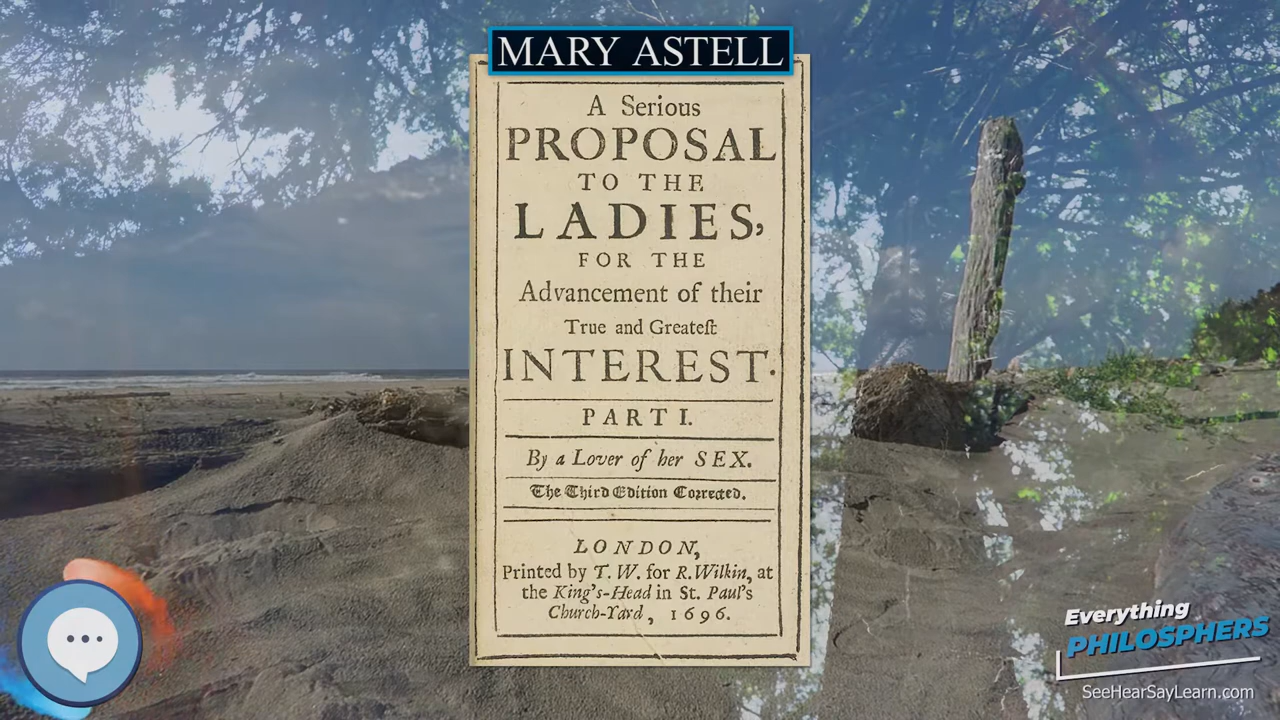 MARY ASTELL
A Serious
PROPOSAL
TO THE
LADIES,
FOR THE
Advancement of their
True and Greateſt
INTEREST.
PART I.
By a Lover of her SEX.
The Third Edition Corrected.
LONDON,
Printed by T. W. for R. Wilkin, at
the King's-Head in St. Paul's
Church-Yard, 1696.
Everything
PHILOSPHERS
SeeHearSayLearn.com